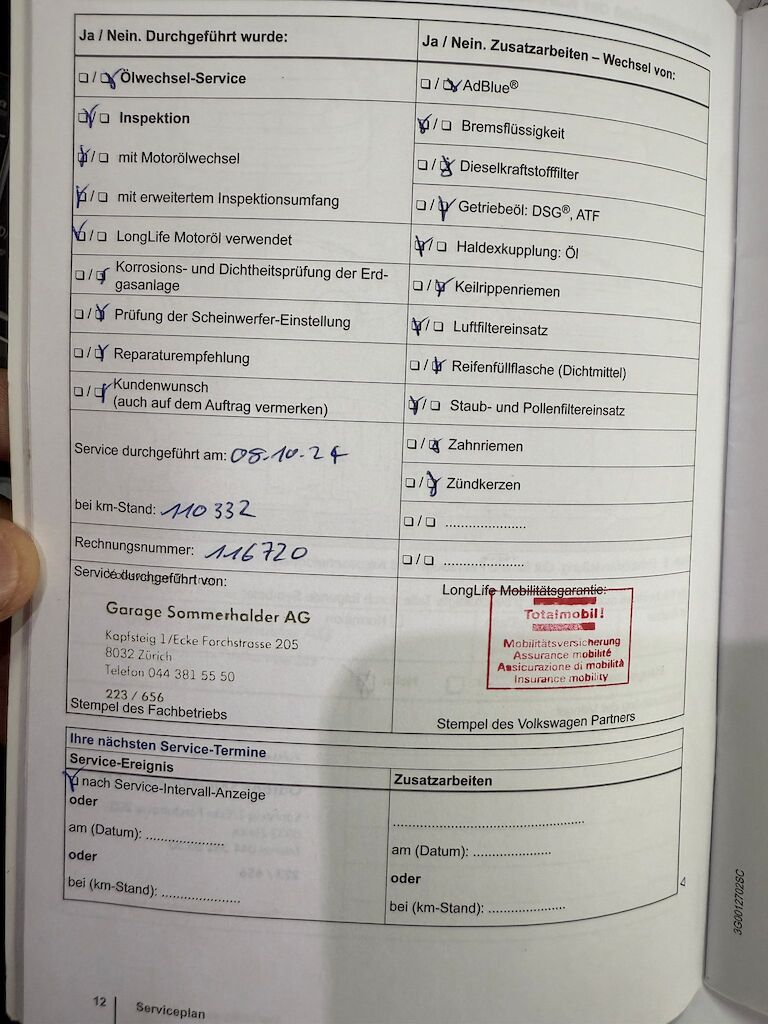 Ja / Nein. Durchgeführt wurde:
❑ / ❑ Ölwechsel-Service
❑ / ❑ Inspektion
❑ / ❑ mit Motorölwechsel
❑ / ❑ mit erweitertem Inspektionsumfang
❑ / ❑ LongLife Motoröl verwendet
❑ / ❑ Korrosions- und Dichtheitsprüfung der Erd-
gasanlage
❑ / ❑ Prüfung der Scheinwerfer-Einstellung
❑ / ❑ Reparaturempfehlung
❑ / ❑ Kundenwunsch
(auch auf dem Auftrag vermerken)
Service durchgeführt am: 08.10.24
bei km-Stand: 110332
Rechnungsnummer: 116720
Service durchgeführt von:
Garage Sommerhalder AG
Kapfsteig 1/Ecke Forchstrasse 205
8032 Zürich
Telefon 044 381 55 50
223 / 656
Stempel des Fachbetriebs
Ja / Nein. Zusatzarbeiten – Wechsel von:
❑ / ❑ AdBlue®
❑ / ❑ Bremsflüssigkeit
❑ / ❑ Dieselkraftstofffilter
❑ / ❑ Getriebeöl: DSG®, ATF
❑ / ❑ Haldexkupplung: Öl
❑ / ❑ Keilrippenriemen
❑ / ❑ Luftfiltereinsatz
❑ / ❑ Reifenfüllflasche (Dichtmittel)
❑ / ❑ Staub- und Pollenfiltereinsatz
❑ / ❑ Zahnriemen
❑ / ❑ Zündkerzen
❑ / ❑ ......................
❑ / ❑ ......................
LongLife Mobilitätsgarantie:
Totalmobil!
Mobilitätsversicherung
Assurance mobilité
Assicurazione di mobilità
Insurance mobility
Stempel des Volkswagen Partners
Ihre nächsten Service-Termine
Service-Ereignis
❑ nach Service-Intervall-Anzeige
oder
am (Datum): ......................
oder
bei (km-Stand): ......................
Zusatzarbeiten
......................................................
am (Datum): ......................
oder
bei (km-Stand): ......................
3G0012702SC
12
Serviceplan